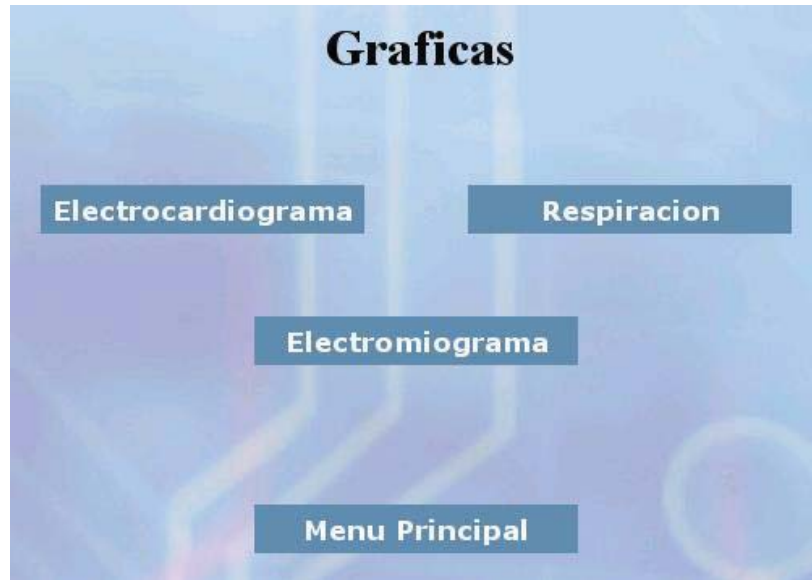 Graficas
Electrocardiograma
Respiracion
Electromiograma
Menu Principal